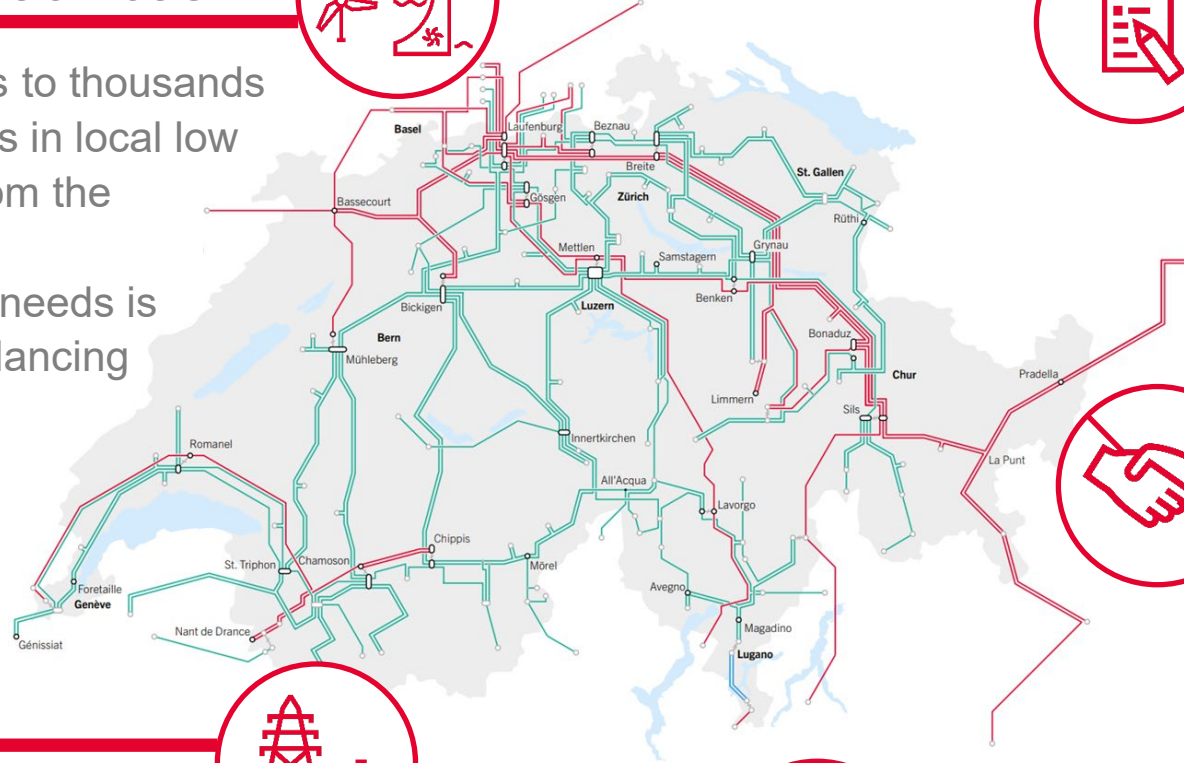 s to thousands
s in local low
om the
needs is
lancing
Basel
Laufenburg
Beznau
Breite
St. Gallen
Bassecourt
Gösgen
Zürich
Rüthi
Mettlen
Samstagern
Grynau
Benken
Bickigen
Luzern
Bern
Mühleberg
Bonaduz
Chur
Pradella
Limmern
Sils
Romanel
Innertkirchen
La Punt
All'Acqua
Lavorgo
Chippis
St. Triphon
Chamoson
Mörel
Foretaille
Genève
Avegno
Nant de Drance
Magadino
Génissiat
Lugano